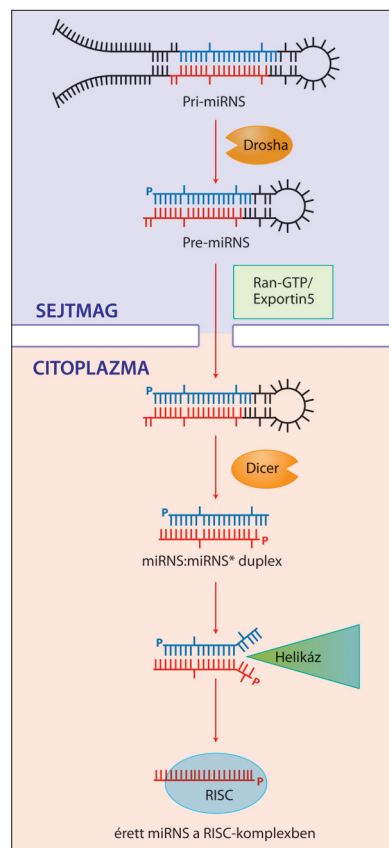 Pri-miRNS
Drosha
P
Pre-miRNS
Ran-GTP/
Exportin5
SEJTMAG
CITOPLAZMA
P
Dicer
P
P
miRNS:miRNS* duplex
P
Helikáz
P
P
RISC
érett miRNS a RISC-komplexben